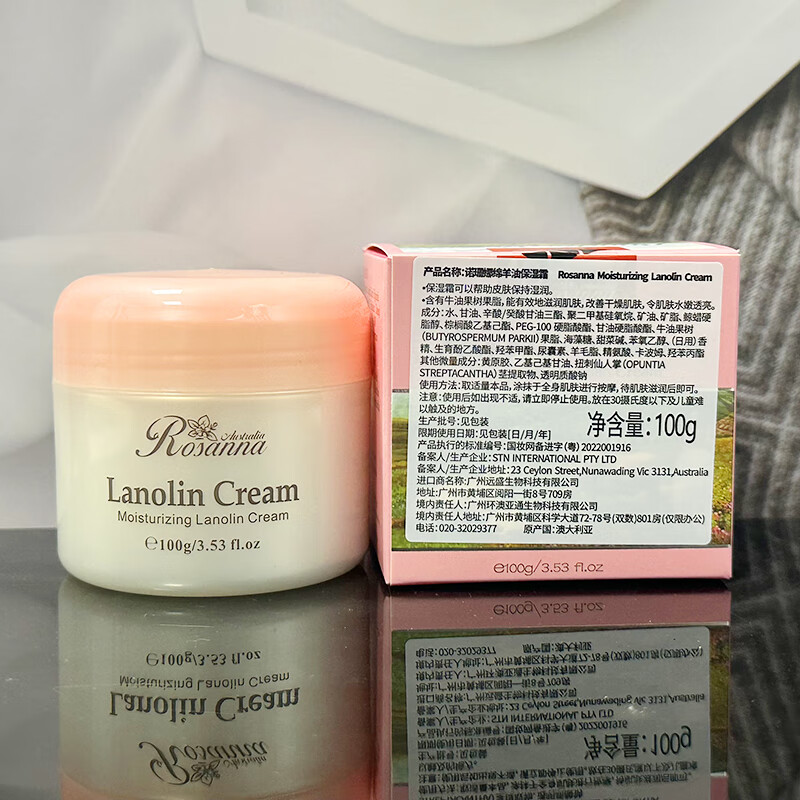 Rosanna
Australia
Lanolin Cream
Moisturizing Lanolin Cream
℮100g/3.53 fl.oz
产品名称：诺珊嫚绵羊油保湿霜 Rosanna Moisturizing Lanolin Cream
•保湿霜可以帮助皮肤保持湿润。
•含有牛油果树果脂，能有效地滋润肌肤，改善干燥肌肤，令肌肤水嫩透亮。
成分：水、甘油、辛酸/癸酸甘油三酯、聚二甲基硅氧烷、矿油、矿脂、鲸蜡硬
脂醇、棕榈酸乙基己酯、PEG-100 硬脂酸酯、甘油硬脂酸酯、牛油果树
（BUTYROSPERMUM PARKII）果脂、海藻糖、甜菜碱、苯氧乙醇、（日用）香
精、生育酚乙酸酯、羟苯甲酯、尿囊素、羊毛脂、精氨酸、卡波姆、羟苯丙酯
其他微量成分：黄原胶、乙基己基甘油、扭刺仙人掌（OPUNTIA
STREPTACANTHA）茎提取物、透明质酸钠
使用方法：取适量本品，涂抹于全身肌肤进行按摩，待肌肤滋润后即可。
注意：使用后如出现不适，请立即停止使用。放在30摄氏度以下及儿童难
以触及的地方。
生产批号：见包装
限期使用日期：见包装[日/月/年]
净含量：100g
产品执行的标准编号：国妆网备进字（粤）2022001916
备案人/生产企业：STN INTERNATIONAL PTY LTD
备案人/生产企业地址：23 Ceylon Street,Nunawading Vic 3131,Australia
进口商名称：广州远盛生物科技有限公司
地址：广州市黄埔区阅阳一街8号709房
境内责任人：广州环澳亚通生物科技有限公司
境内责任人地址：广州市黄埔区科学大道72-78号（双数）801房（仅限办公）
电话：020-32029377 原产国：澳大利亚
℮100g/3.53 fl.oz